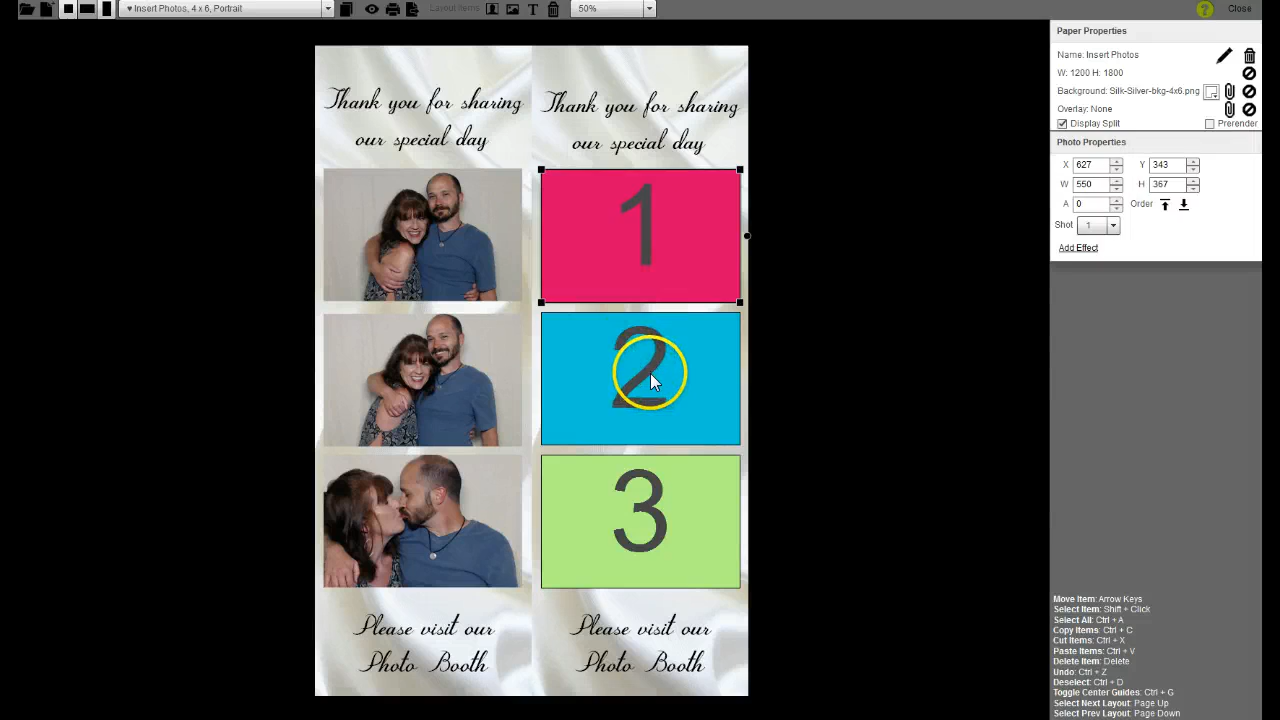 ♥ Insert Photos, 4 x 6, Portrait
Layout Items
T
50%
?
Close
Thank you for sharing
our special day
Thank you for sharing
our special day
1
2
3
Please visit our
Photo Booth
Please visit our
Photo Booth
Paper Properties
Name: Insert Photos
W: 1200 H: 1800
Background: Silk-Silver-bkg-4x6.png
Overlay: None
Display Split
Prerender
Photo Properties
X 627 Y 343
W 550 H 367
A 0 Order
Shot 1
Add Effect
Move Item: Arrow Keys
Select Item: Shift + Click
Select All: Ctrl + A
Copy Items: Ctrl + C
Cut Items: Ctrl + X
Paste Items: Ctrl + V
Delete Item: Delete
Undo: Ctrl + Z
Deselect: Ctrl + D
Toggle Center Guides: Ctrl + G
Select Next Layout: Page Up
Select Prev Layout: Page Down